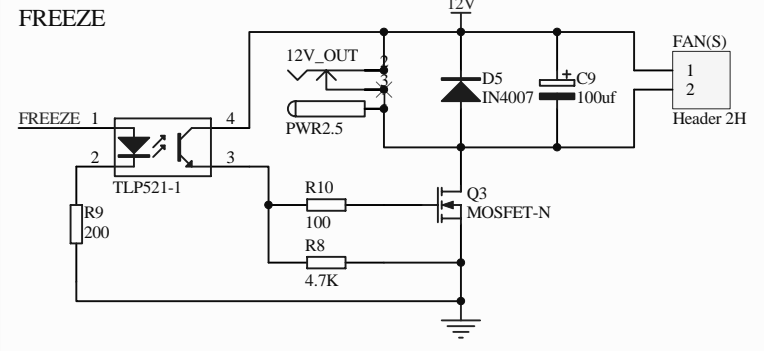 12V
FREEZE
FAN(S)
12V_OUT
2
3
D5
IN4007
+
C9
100uf
1
2
Header 2H
PWR2.5
FREEZE
1
4
2
3
TLP521-1
R9
200
R10
100
Q3
MOSFET-N
R8
4.7K